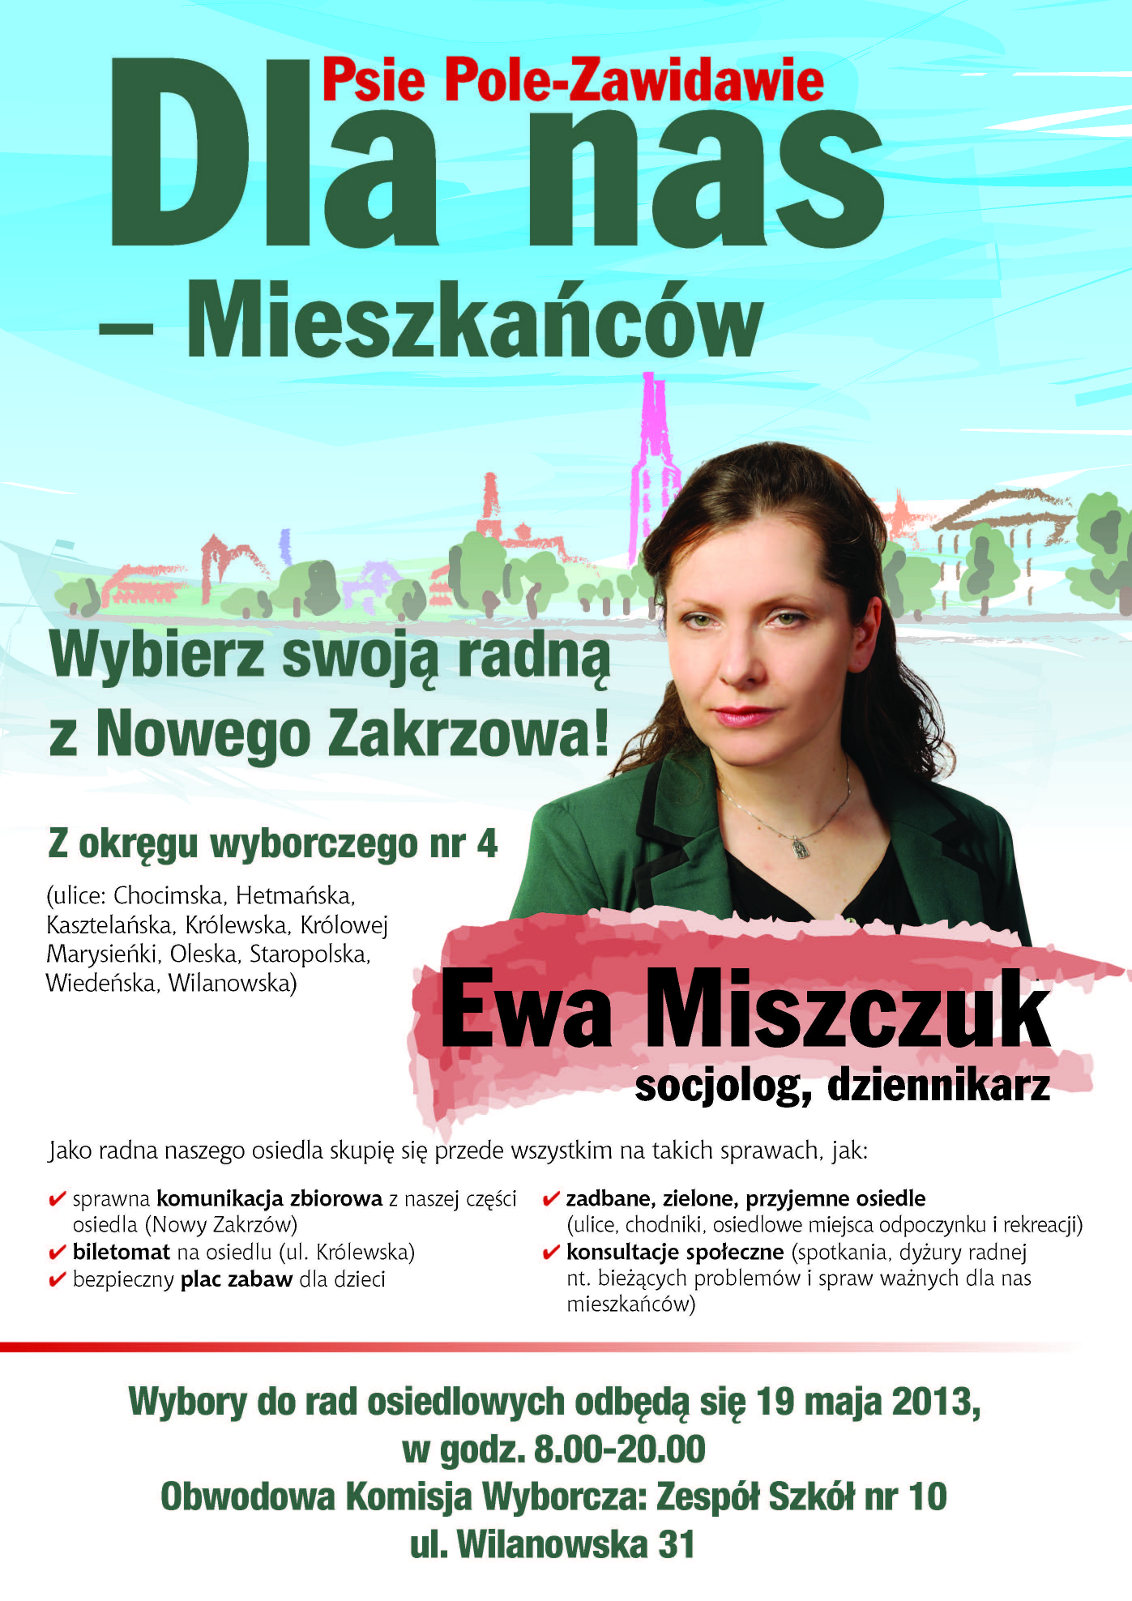 Psie Pole-Zawidawie
Dla nas
– Mieszkańców
Wybierz swoją radną
z Nowego Zakrzowa!
Z okręgu wyborczego nr 4
(ulice: Chocimska, Hetmańska,
Kasztelańska, Królewska, Królowej
Marysieńki, Oleska, Staropolska,
Wiedeńska, Wilanowska)
Ewa Miszczuk
socjolog, dziennikarz
Jako radna naszego osiedla skupię się przede wszystkim na takich sprawach, jak:
✔ sprawna komunikacja zbiorowa z naszej części
osiedla (Nowy Zakrzów)
✔ biletomat na osiedlu (ul. Królewska)
✔ bezpieczny plac zabaw dla dzieci
✔ zadbane, zielone, przyjemne osiedle
(ulice, chodniki, osiedlowe miejsca odpoczynku i rekreacji)
✔ konsultacje społeczne (spotkania, dyżury radnej
nt. bieżących problemów i spraw ważnych dla nas
mieszkańców)
Wybory do rad osiedlowych odbędą się 19 maja 2013,
w godz. 8.00-20.00
Obwodowa Komisja Wyborcza: Zespół Szkół nr 10
ul. Wilanowska 31